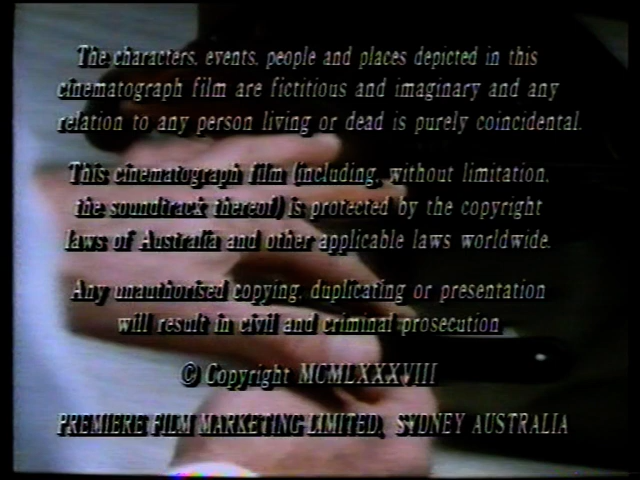 The characters, events, people and places depicted in this
cinematograph film are fictitious and imaginary and any
relation to any person living or dead is purely coincidental.
This cinematograph film (including, without limitation,
the soundtrack thereof) is protected by the copyright
laws of Australia and other applicable laws worldwide.
Any unauthorised copying, duplicating or presentation
will result in civil and criminal prosecution
© Copyright MCMLXXXVIII
PREMIERE FILM MARKETING LIMITED, SYDNEY AUSTRALIA